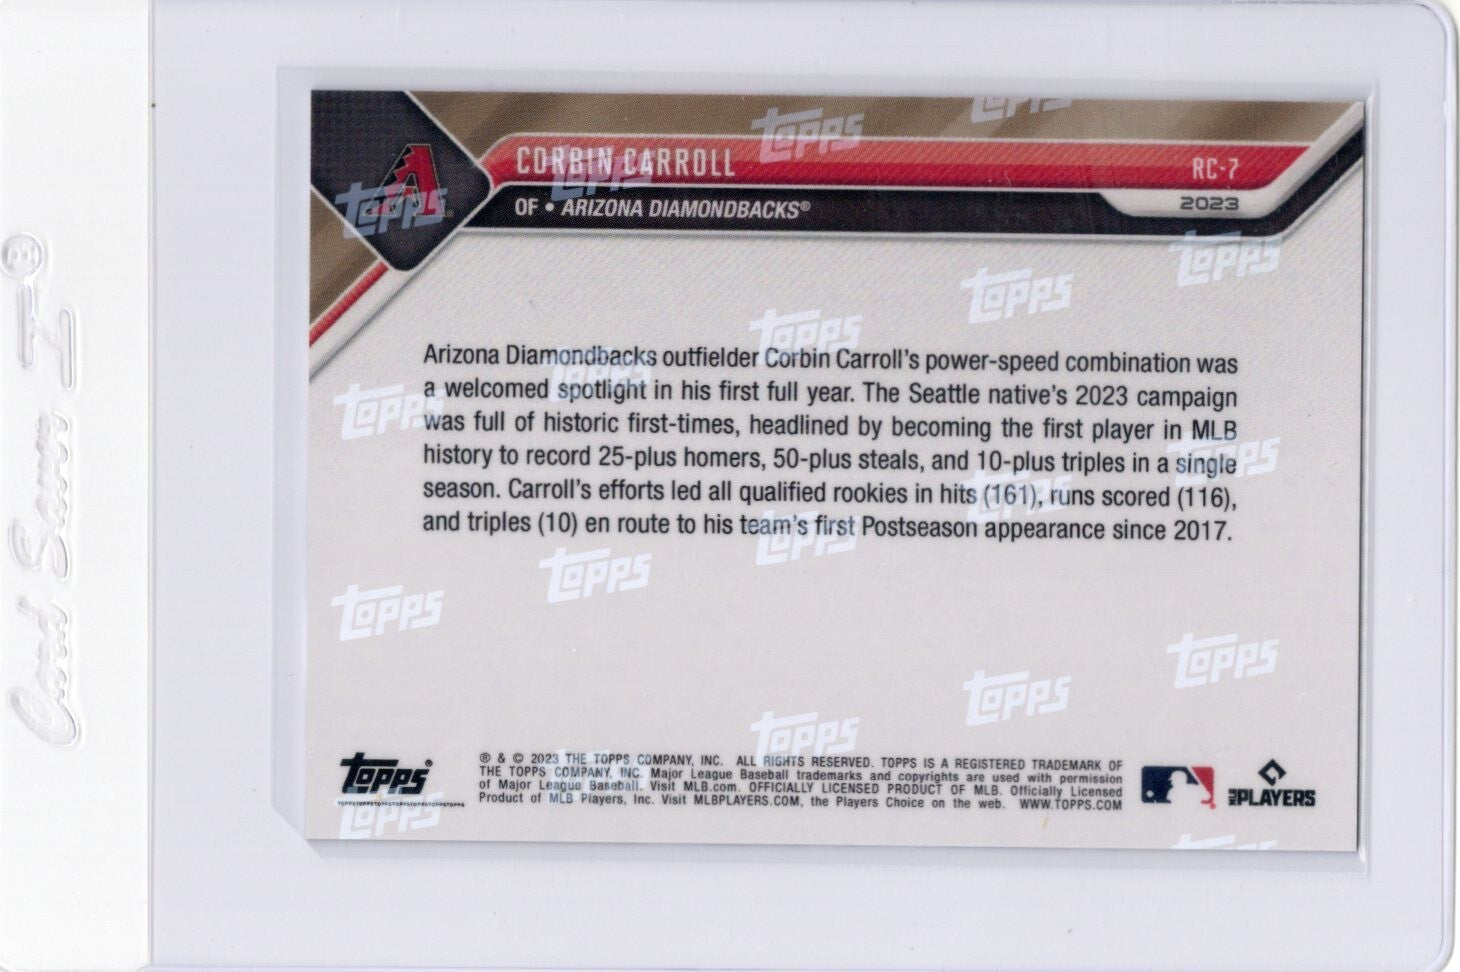 Card Saver I®
CORBIN CARROLL
RC-7
OF • ARIZONA DIAMONDBACKS®
2023
Arizona Diamondbacks outfielder Corbin Carroll's power-speed combination was
a welcomed spotlight in his first full year. The Seattle native's 2023 campaign
was full of historic first-times, headlined by becoming the first player in MLB
history to record 25-plus homers, 50-plus steals, and 10-plus triples in a single
season. Carroll's efforts led all qualified rookies in hits (161), runs scored (116),
and triples (10) en route to his team's first Postseason appearance since 2017.
TOPPS®
® & © 2023 THE TOPPS COMPANY, INC. ALL RIGHTS RESERVED. TOPPS IS A REGISTERED TRADEMARK OF
THE TOPPS COMPANY, INC. Major League Baseball trademarks and copyrights are used with permission
of Major League Baseball. Visit MLB.com. OFFICIALLY LICENSED PRODUCT OF MLB. Officially Licensed
Product of MLB Players, Inc. Visit MLBPLAYERS.COM, the Players Choice on the web. WWW.TOPPS.COM
MLB PLAYERS